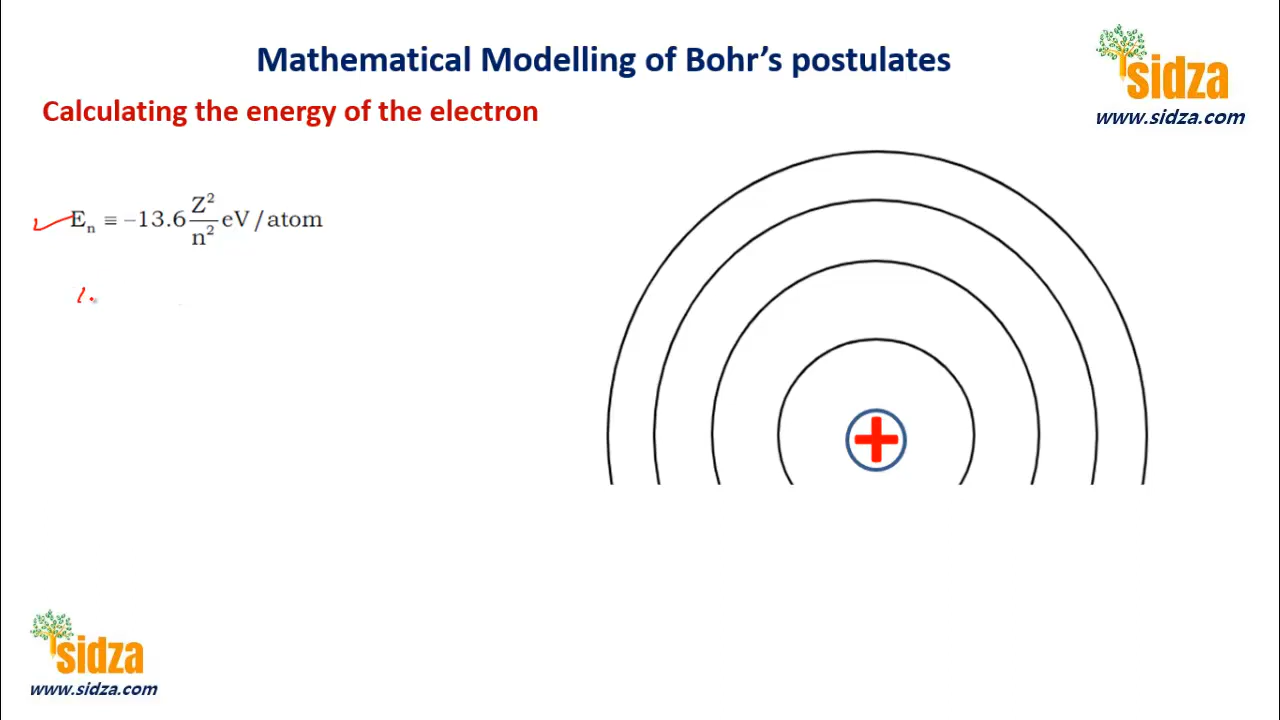 Mathematical Modelling of Bohr’s postulates
sidza
www.sidza.com
Calculating the energy of the electron
Eₙ ≡ –13.6 Z²/n² eV/atom
sidza
www.sidza.com